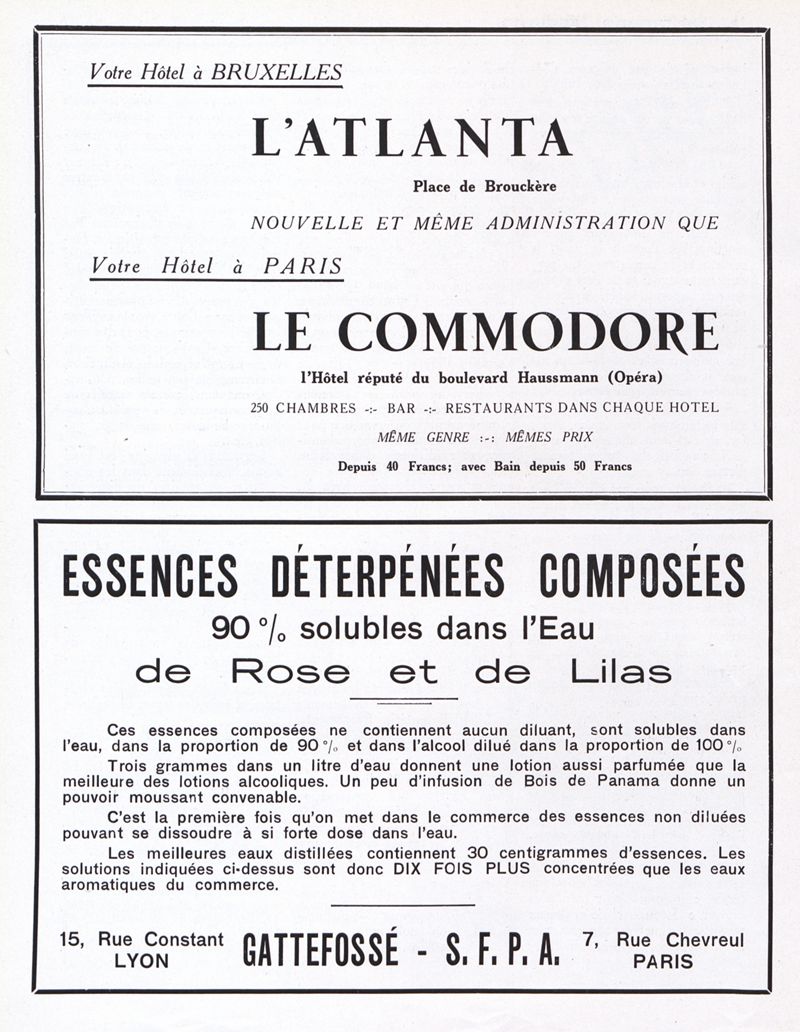 Votre Hôtel à BRUXELLES
L'ATLANTA
Place de Brouckère
NOUVELLE ET MÊME ADMINISTRATION QUE
Votre Hôtel à PARIS
LE COMMODORE
l'Hôtel réputé du boulevard Haussmann (Opéra)
250 CHAMBRES -:- BAR -:- RESTAURANTS DANS CHAQUE HOTEL
MÊME GENRE :-: MÊMES PRIX
Depuis 40 Francs; avec Bain depuis 50 Francs
ESSENCES DÉTERPÉNÉES COMPOSÉES
90 % solubles dans l'Eau
de Rose et de Lilas
Ces essences composées ne contiennent aucun diluant, sont solubles dans
l'eau, dans la proportion de 90 % et dans l'alcool dilué dans la proportion de 100 %
Trois grammes dans un litre d'eau donnent une lotion aussi parfumée que la
meilleure des lotions alcooliques. Un peu d'infusion de Bois de Panama donne un
pouvoir moussant convenable.
C'est la première fois qu'on met dans le commerce des essences non diluées
pouvant se dissoudre à si forte dose dans l'eau.
Les meilleures eaux distillées contiennent 30 centigrammes d'essences. Les
solutions indiquées ci-dessus sont donc DIX FOIS PLUS concentrées que les eaux
aromatiques du commerce.
15, Rue Constant
LYON
GATTEFOSSÉ - S. F. P. A.
7, Rue Chevreul
PARIS